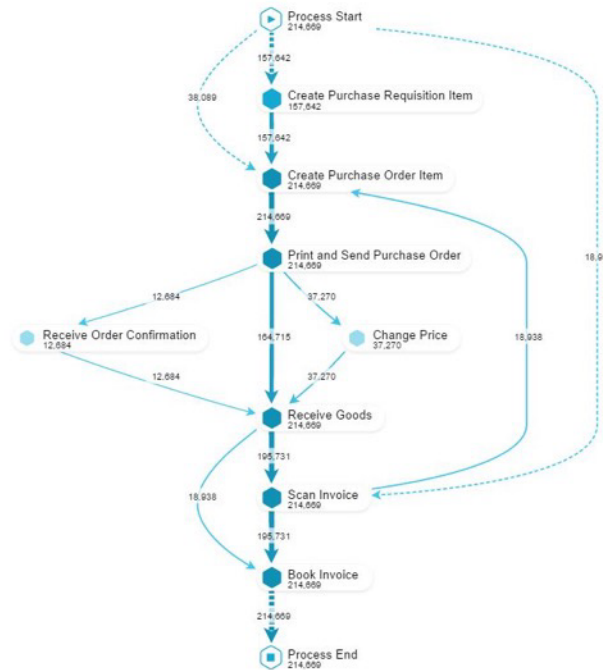 Process Start
214,669
157,642
38,089
Create Purchase Requisition Item
157,642
157,642
Create Purchase Order Item
214,669
214,669
Print and Send Purchase Order
214,669
18,9
12,684
37,270
Receive Order Confirmation
12,684
164,715
Change Price
37,270
18,938
12,684
37,270
Receive Goods
214,669
195,731
18,938
Scan Invoice
214,669
195,731
Book Invoice
214,669
214,669
Process End
214,669